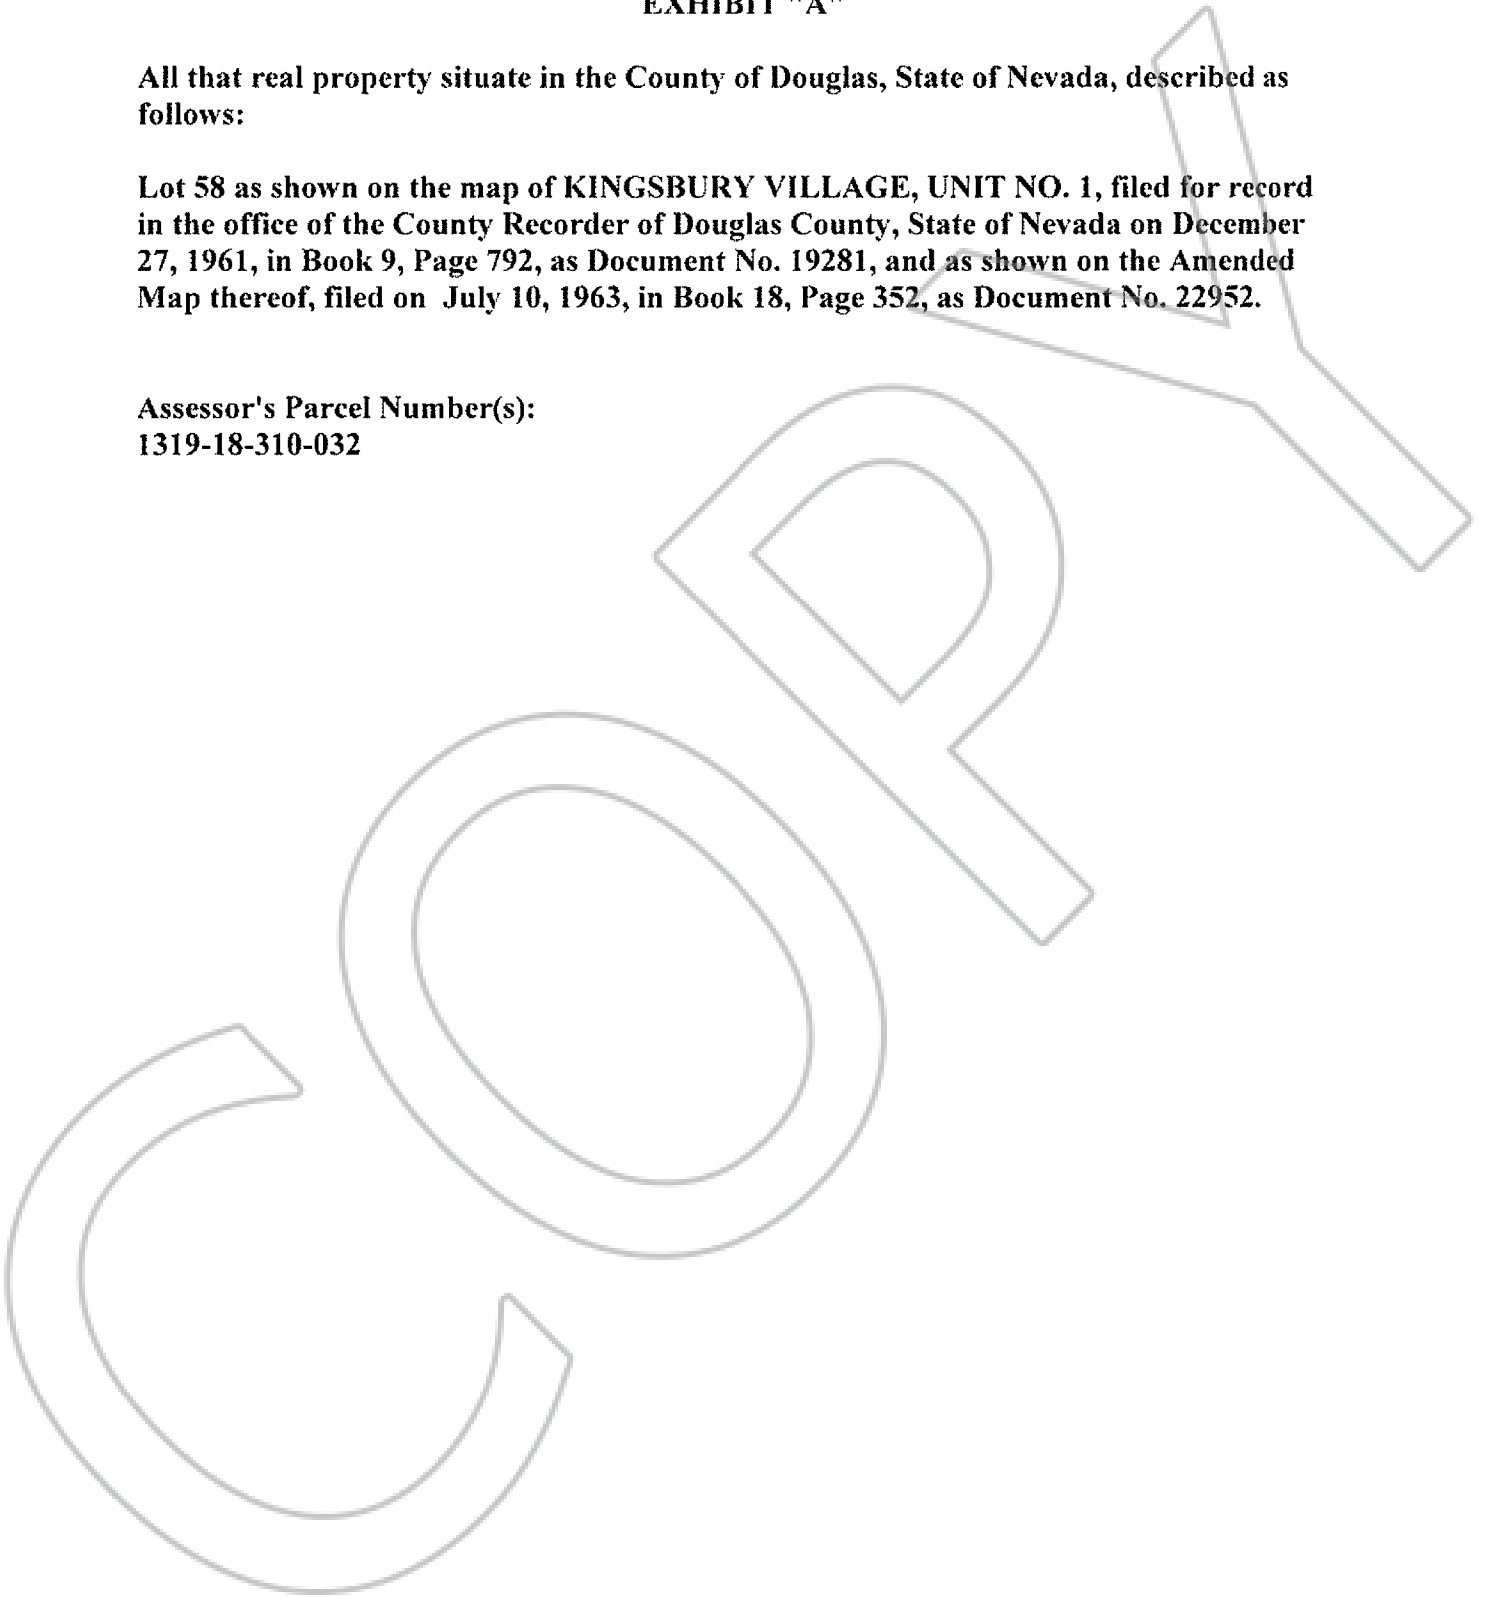 EXHIBIT "A"
All that real property situate in the County of Douglas, State of Nevada, described as
follows:
Lot 58 as shown on the map of KINGSBURY VILLAGE, UNIT NO. 1, filed for record
in the office of the County Recorder of Douglas County, State of Nevada on December
27, 1961, in Book 9, Page 792, as Document No. 19281, and as shown on the Amended
Map thereof, filed on July 10, 1963, in Book 18, Page 352, as Document No. 22952.
Assessor's Parcel Number(s):
1319-18-310-032
COPY